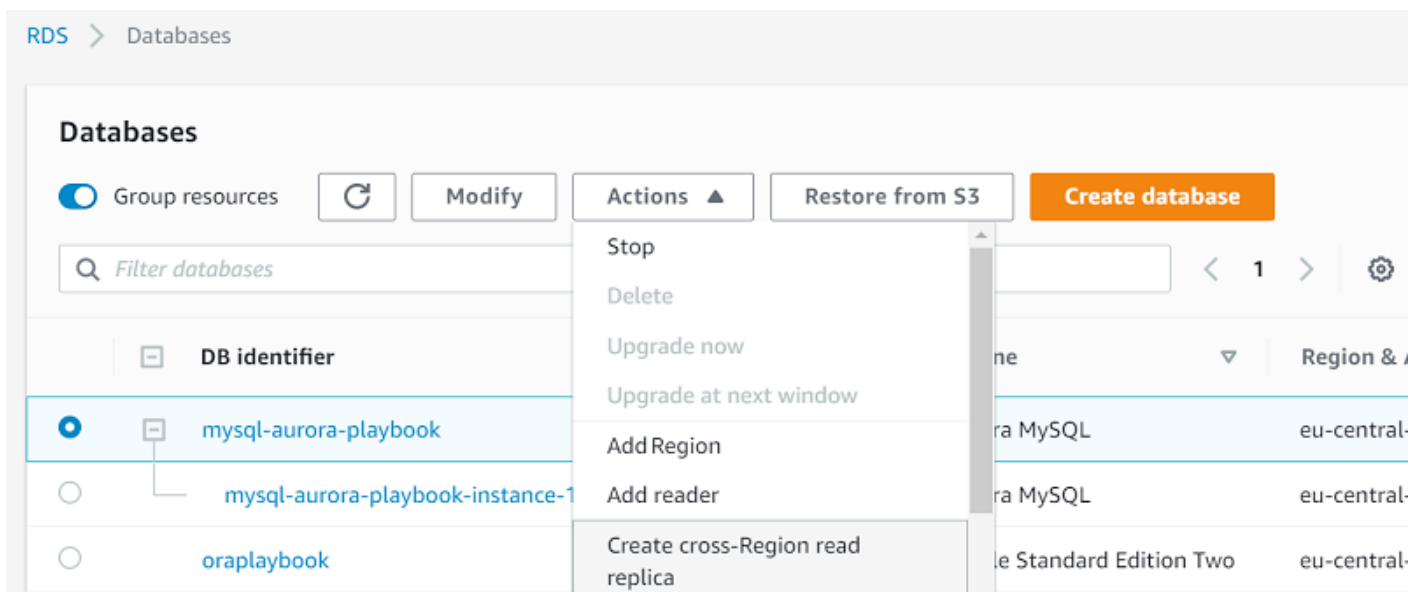 RDS > Databases
Databases
Group resources Modify Actions ▲ Restore from S3 Create database
Stop
Filter databases < 1 >
Delete
Upgrade now
DB identifier ne Region &
Upgrade at next window
mysql-aurora-playbook ra MySQL eu-central-
Add Region
Add reader
mysql-aurora-playbook-instance-1 ra MySQL eu-central-
Create cross-Region read
replica
oraplaybook le Standard Edition Two eu-central-